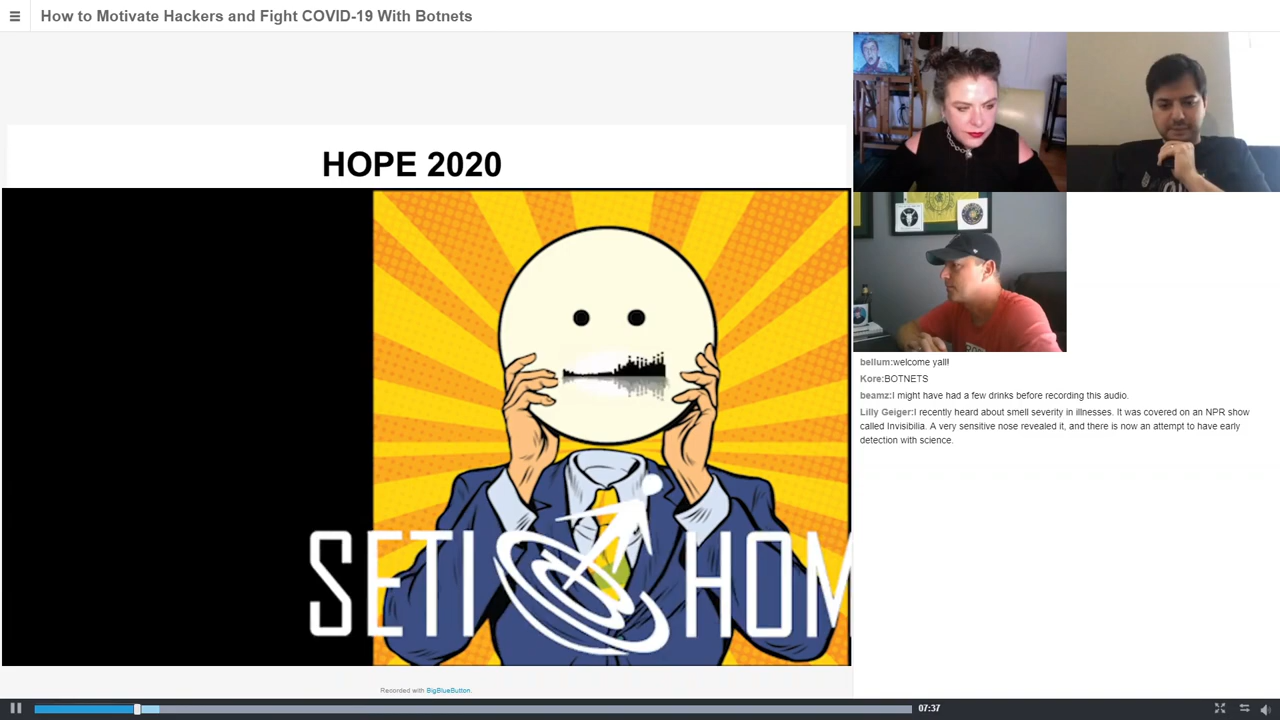 How to Motivate Hackers and Fight COVID-19 With Botnets
HOPE 2020
SETI HOM
bellum:welcome yall!
Kore:BOTNETS
beamz:I might have had a few drinks before recording this audio.
Lilly Geiger:I recently heard about smell severity in illnesses. It was covered on an NPR show
called Invisibilia. A very sensitive nose revealed it, and there is now an attempt to have early
detection with science.
Recorded with BigBlueButton.
07:37